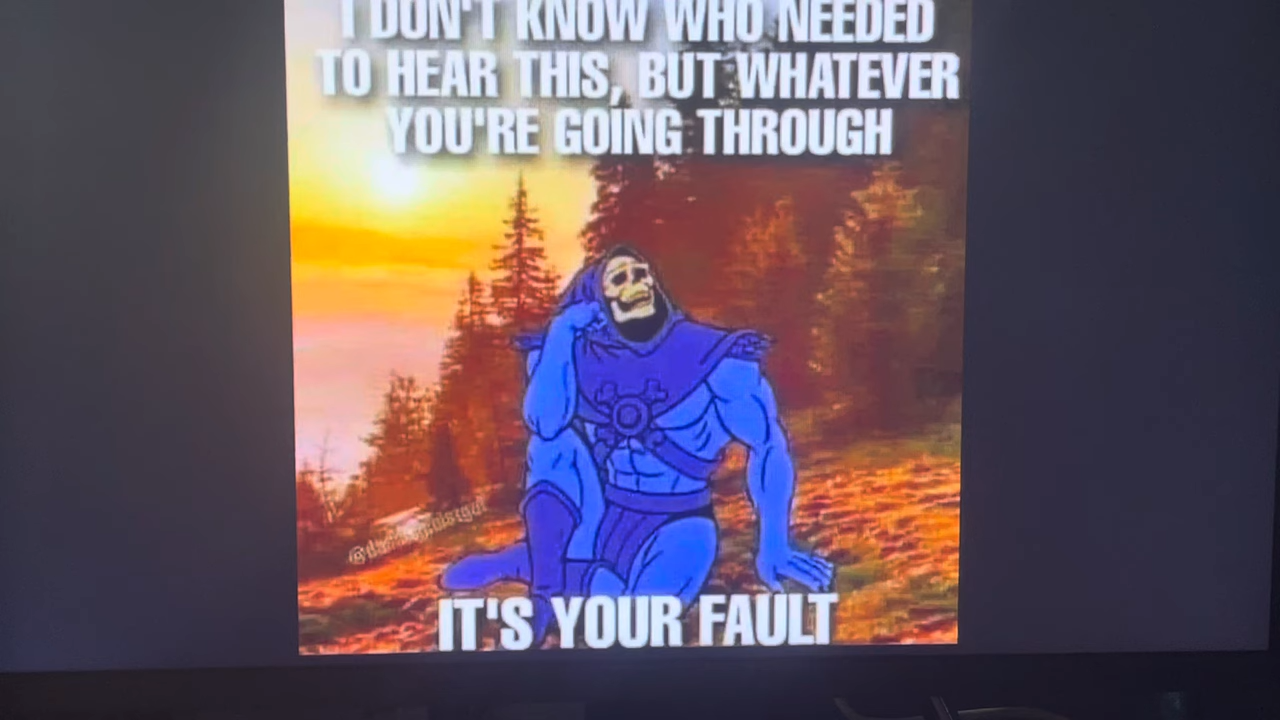 I DON'T KNOW WHO NEEDED
TO HEAR THIS, BUT WHATEVER
YOU'RE GOING THROUGH
IT'S YOUR FAULT